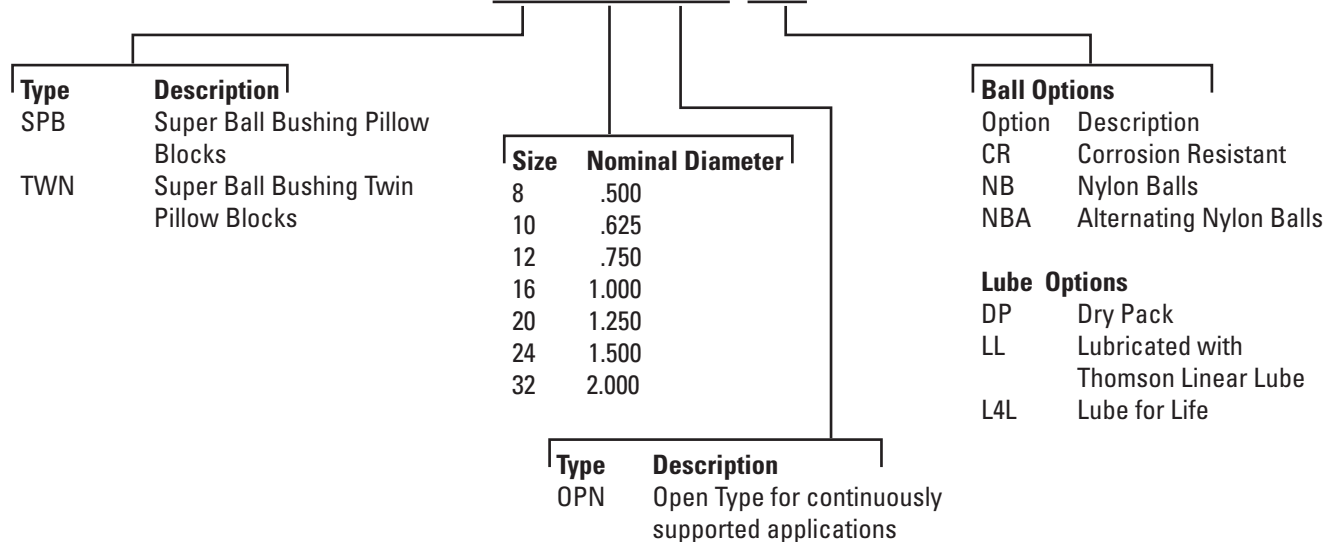 Type Description
SPB Super Ball Bushing Pillow
Blocks
TWN Super Ball Bushing Twin
Pillow Blocks
Size Nominal Diameter
8 .500
10 .625
12 .750
16 1.000
20 1.250
24 1.500
32 2.000
Type Description
OPN Open Type for continuously
supported applications
Ball Options
Option Description
CR Corrosion Resistant
NB Nylon Balls
NBA Alternating Nylon Balls
Lube Options
DP Dry Pack
LL Lubricated with
Thomson Linear Lube
L4L Lube for Life